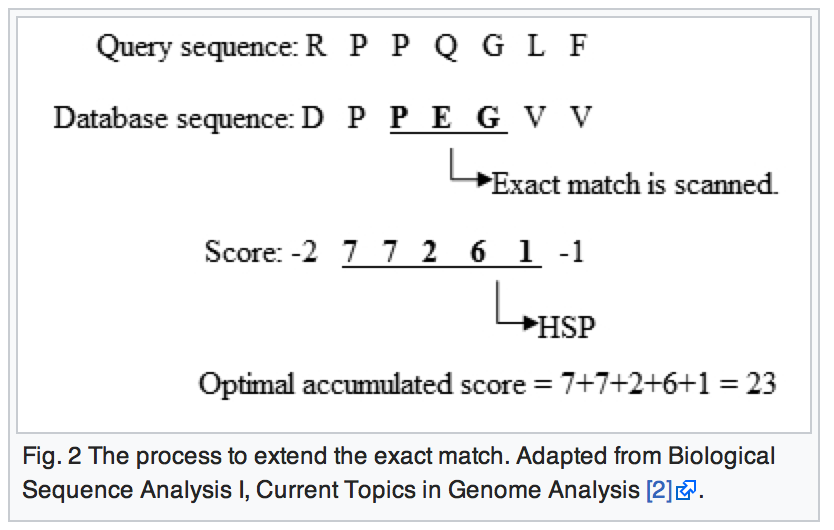 Query sequence: R P P Q G L F
Database sequence: D P P E G V V
Exact match is scanned.
Score: -2 7 7 2 6 1 -1
HSP
Optimal accumulated score = 7+7+2+6+1 = 23
Fig. 2 The process to extend the exact match. Adapted from Biological
Sequence Analysis I, Current Topics in Genome Analysis [2].